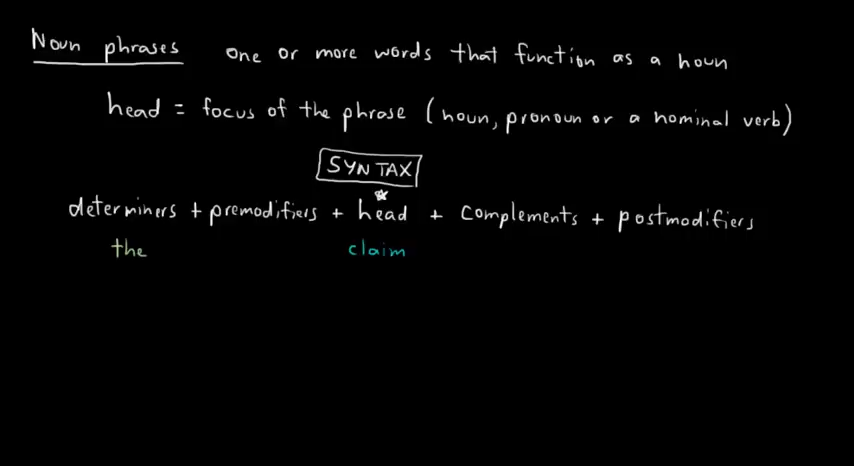 Noun phrases one or more words that function as a noun
head = focus of the phrase (noun, pronoun or a nominal verb)
SYNTAX
determiners + premodifiers + head + complements + postmodifiers
the claim